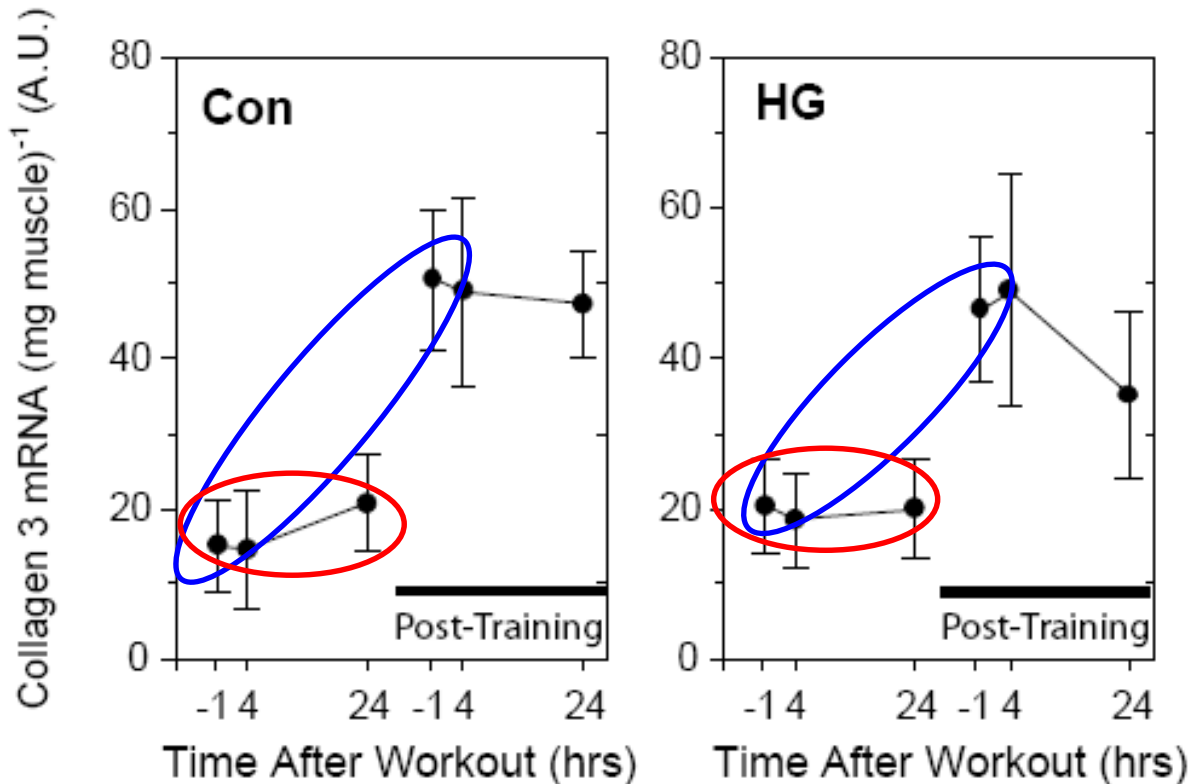 Collagen 3 mRNA (mg muscle)⁻¹ (A.U.)
80
60
40
20
0
Con
Post-Training
-1 4 24 -1 4 24
Time After Workout (hrs)
80
60
40
20
0
HG
Post-Training
-1 4 24 -1 4 24
Time After Workout (hrs)